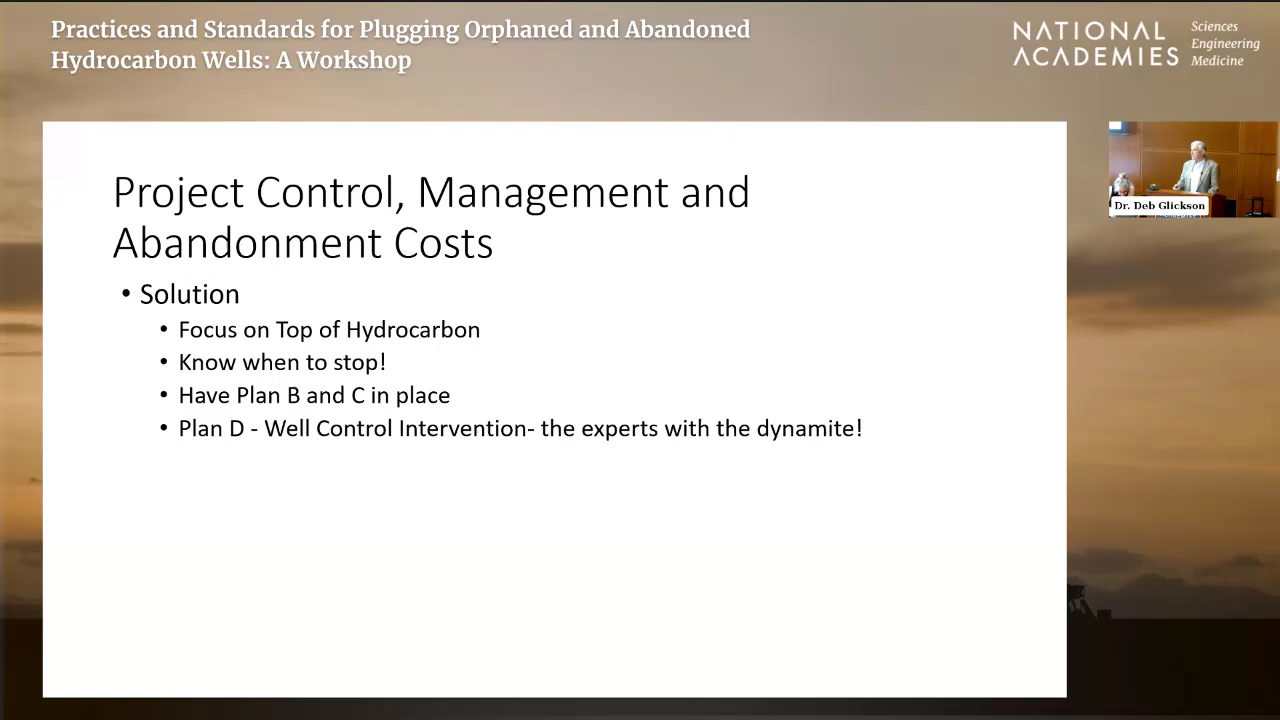 Practices and Standards for Plugging Orphaned and Abandoned
Hydrocarbon Wells: A Workshop
NATIONAL
ACADEMIES
Sciences
Engineering
Medicine
Project Control, Management and
Abandonment Costs
• Solution
• Focus on Top of Hydrocarbon
• Know when to stop!
• Have Plan B and C in place
• Plan D - Well Control Intervention- the experts with the dynamite!
Dr. Deb Glickson